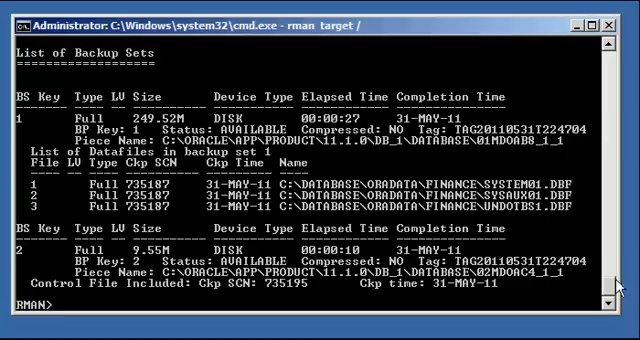 Administrator: C:\Windows\system32\cmd.exe - rman target /
List of Backup Sets
===================
BS Key  Type LV Size       Device Type Elapsed Time Completion Time
------- ---- -- ---------- ----------- ------------ ---------------
1       Full    249.52M    DISK        00:00:27     31-MAY-11
        BP Key: 1   Status: AVAILABLE  Compressed: NO  Tag: TAG20110531T224704
        Piece Name: C:\ORACLE\APP\PRODUCT\11.1.0\DB_1\DATABASE\01MDOAB8_1_1
  List of Datafiles in backup set 1
  File LV Type Ckp SCN    Ckp Time  Name
  ---- -- ---- ---------- --------- ----
  1       Full 735187     31-MAY-11 C:\DATABASE\ORADATA\FINANCE\SYSTEM01.DBF
  2       Full 735187     31-MAY-11 C:\DATABASE\ORADATA\FINANCE\SYSAUX01.DBF
  3       Full 735187     31-MAY-11 C:\DATABASE\ORADATA\FINANCE\UNDOTBS1.DBF
BS Key  Type LV Size       Device Type Elapsed Time Completion Time
------- ---- -- ---------- ----------- ------------ ---------------
2       Full    9.55M      DISK        00:00:10     31-MAY-11
        BP Key: 2   Status: AVAILABLE  Compressed: NO  Tag: TAG20110531T224704
        Piece Name: C:\ORACLE\APP\PRODUCT\11.1.0\DB_1\DATABASE\02MDOAC4_1_1
  Control File Included: Ckp SCN: 735195       Ckp time: 31-MAY-11
RMAN>